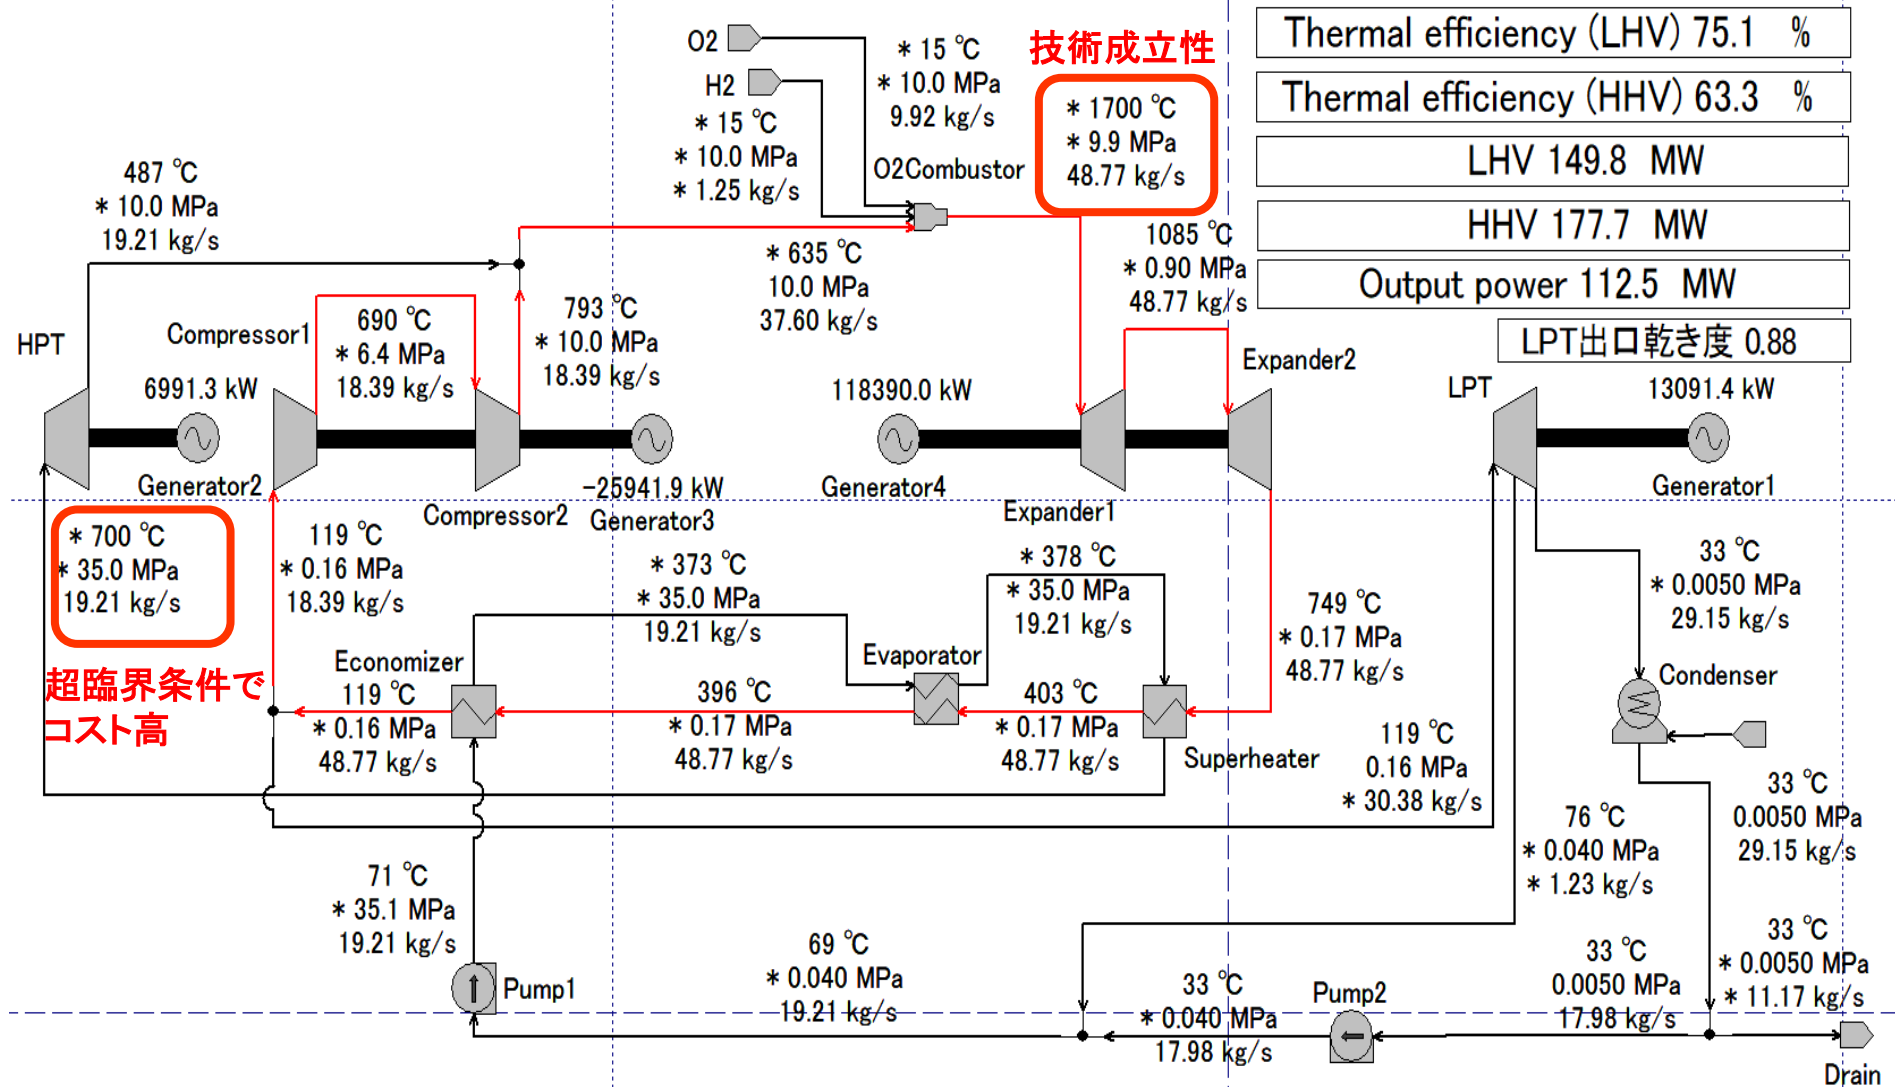 O2
H2
* 15 ℃
* 10.0 MPa
9.92 kg/s
* 15 ℃
* 10.0 MPa
* 1.25 kg/s
O2Combustor
技術成立性
* 1700 ℃
* 9.9 MPa
48.77 kg/s
Thermal efficiency (LHV) 75.1 %
Thermal efficiency (HHV) 63.3 %
LHV 149.8 MW
HHV 177.7 MW
Output power 112.5 MW
LPT出口乾き度 0.88
487 ℃
* 10.0 MPa
19.21 kg/s
* 635 ℃
10.0 MPa
37.60 kg/s
1085 ℃
* 0.90 MPa
48.77 kg/s
HPT
6991.3 kW
Generator2
Compressor1
690 ℃
* 6.4 MPa
18.39 kg/s
793 ℃
* 10.0 MPa
18.39 kg/s
Compressor2
-25941.9 kW
Generator3
118390.0 kW
Generator4
Expander1
Expander2
LPT
13091.4 kW
Generator1
* 700 ℃
* 35.0 MPa
19.21 kg/s
超臨界条件で
コスト高
119 ℃
* 0.16 MPa
18.39 kg/s
* 373 ℃
* 35.0 MPa
19.21 kg/s
* 378 ℃
* 35.0 MPa
19.21 kg/s
749 ℃
* 0.17 MPa
48.77 kg/s
33 ℃
* 0.0050 MPa
29.15 kg/s
Economizer
119 ℃
* 0.16 MPa
48.77 kg/s
396 ℃
* 0.17 MPa
48.77 kg/s
Evaporator
403 ℃
* 0.17 MPa
48.77 kg/s
Superheater
Condenser
119 ℃
0.16 MPa
* 30.38 kg/s
33 ℃
0.0050 MPa
29.15 kg/s
76 ℃
* 0.040 MPa
* 1.23 kg/s
71 ℃
* 35.1 MPa
19.21 kg/s
Pump1
69 ℃
* 0.040 MPa
19.21 kg/s
33 ℃
* 0.040 MPa
17.98 kg/s
Pump2
33 ℃
0.0050 MPa
17.98 kg/s
33 ℃
* 0.0050 MPa
* 11.17 kg/s
Drain